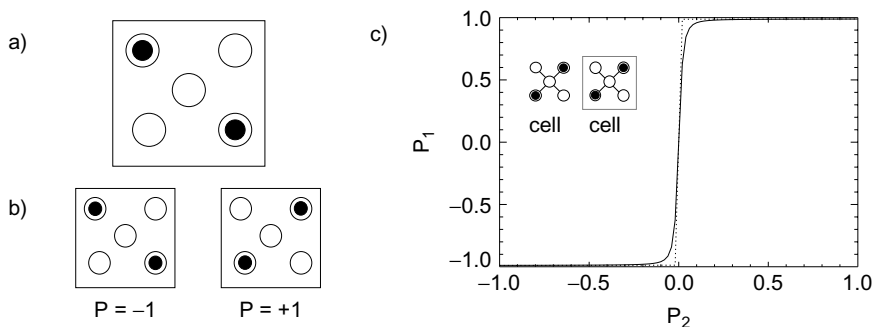 a)
b)
P = –1
P = +1
c)
1.0
0.5
0.0
–0.5
–1.0
P1
cell
cell
–1.0
–0.5
0.0
0.5
1.0
P2